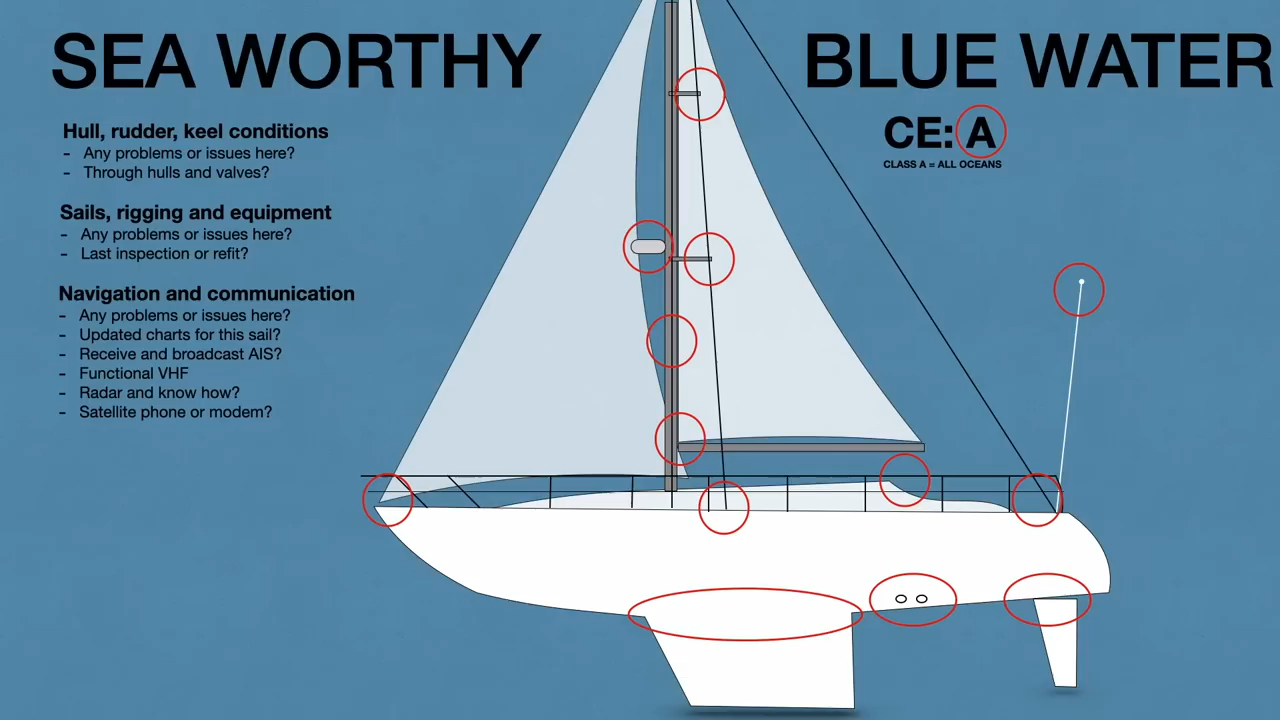 SEA WORTHY
Hull, rudder, keel conditions
- Any problems or issues here?
- Through hulls and valves?
Sails, rigging and equipment
- Any problems or issues here?
- Last inspection or refit?
Navigation and communication
- Any problems or issues here?
- Updated charts for this sail?
- Receive and broadcast AIS?
- Functional VHF
- Radar and know how?
- Satellite phone or modem?
BLUE WATER
CE: A
CLASS A = ALL OCEANS